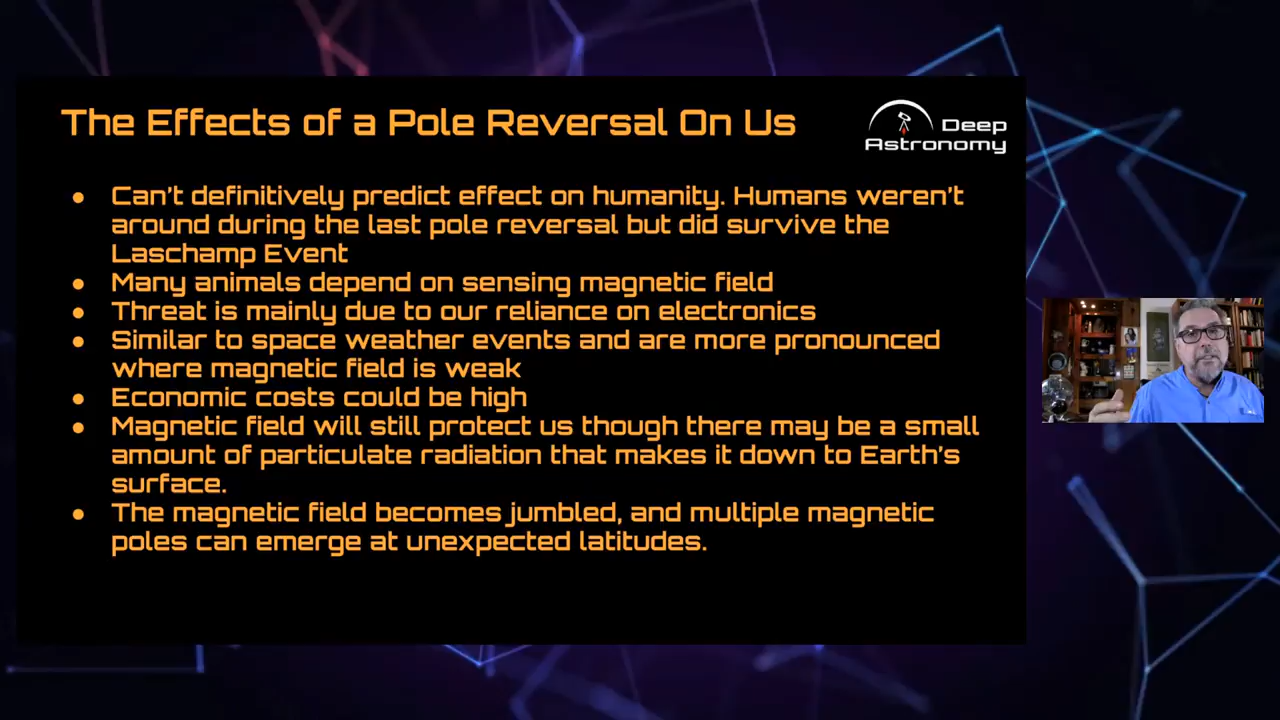 The Effects of a Pole Reversal On Us
Deep
Astronomy
● Can't definitively predict effect on humanity. Humans weren't
around during the last pole reversal but did survive the
Laschamp Event
● Many animals depend on sensing magnetic field
● Threat is mainly due to our reliance on electronics
● Similar to space weather events and are more pronounced
where magnetic field is weak
● Economic costs could be high
● Magnetic field will still protect us though there may be a small
amount of particulate radiation that makes it down to Earth's
surface.
● The magnetic field becomes jumbled, and multiple magnetic
poles can emerge at unexpected latitudes.